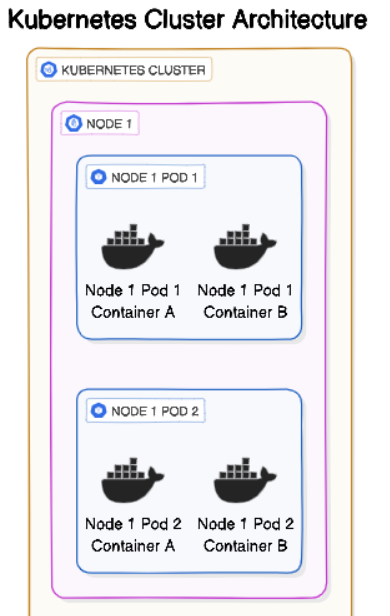 Kubernetes Cluster Architecture
KUBERNETES CLUSTER
NODE 1
NODE 1 POD 1
Node 1 Pod 1
Container A
Node 1 Pod 1
Container B
NODE 1 POD 2
Node 1 Pod 2
Container A
Node 1 Pod 2
Container B